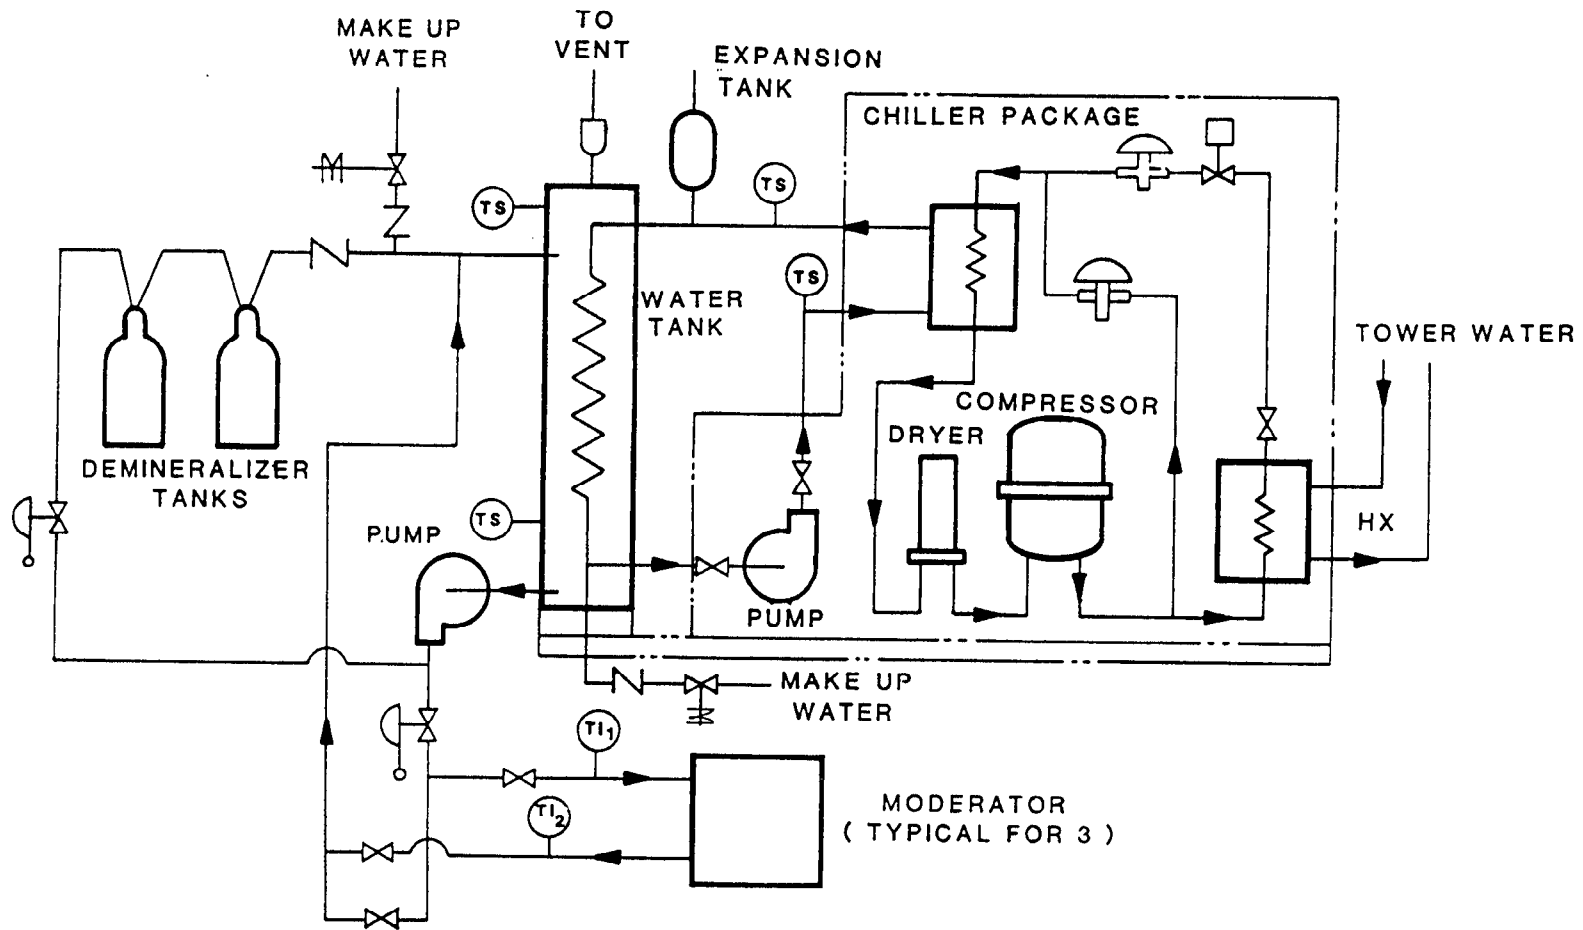 TO
VENT
MAKE UP
WATER
EXPANSION
TANK
CHILLER PACKAGE
TS
TS
TS
WATER
TANK
TOWER WATER
COMPRESSOR
DRYER
DEMINERALIZER
TANKS
TS
HX
P.UMP
PUMP
MAKE UP
WATER
TI1
TI2
MODERATOR
( TYPICAL FOR 3 )